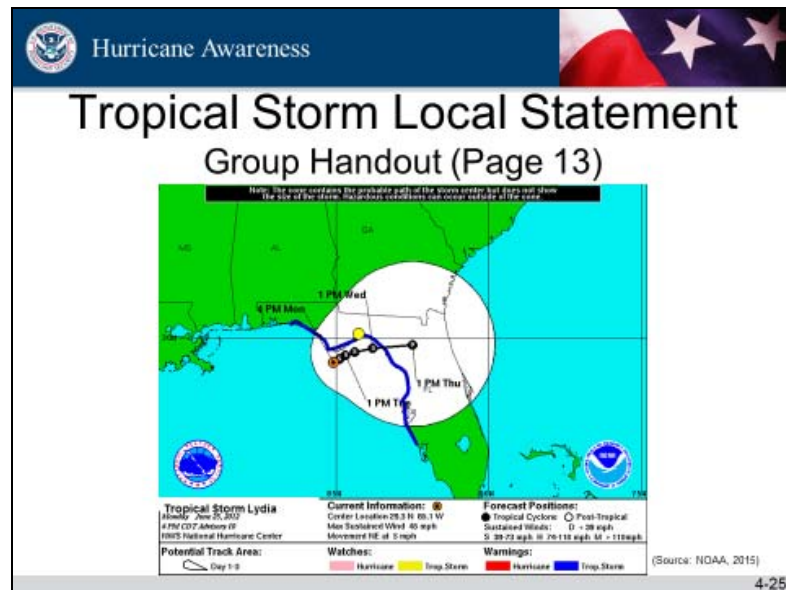 Hurricane Awareness
Tropical Storm Local Statement
Group Handout (Page 13)
Note: The cone contains the probable path of the storm center but does not show
The size of the storm. Hazardous conditions can occur outside of the cone.
GA
AL
1 PM Wed
4 PM Mon
1 PM Thu
1 PM Tue
Tropical Storm Lydia
Monday June 25, 2012
4 PM CDT Advisory 10
NWS National Hurricane Center
Current Information:
Center Location 28.3 N 85.1 W
Max Sustained Wind 45 mph
Movement NE at 3 mph
Forecast Positions:
Tropical Cyclone Post-Tropical
Sustained Winds: D < 39 mph
S 39-73 mph H 74-110 mph M > 110mph
Potential Track Area:
Day 1-3
Watches:
Hurricane Trop.Storm
Warnings:
Hurricane Trop.Storm
(Source: NOAA, 2015)
4-25